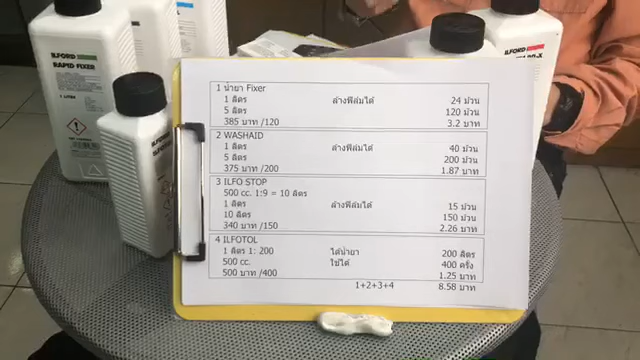 ILFORD
RAPID FIXER
1 LITRE
ILFORD
ILFORD
1 น้ำยา Fixer
1 ลิตร ล้างฟิล์มได้ 24 ม้วน
5 ลิตร 120 ม้วน
385 บาท /120 3.2 บาท
2 WASHAID
1 ลิตร ล้างฟิล์มได้ 40 ม้วน
5 ลิตร 200 ม้วน
375 บาท /200 1.87 บาท
3 ILFO STOP
500 cc. 1:9 = 10 ลิตร
1 ลิตร ล้างฟิล์มได้ 15 ม้วน
10 ลิตร 150 ม้วน
340 บาท /150 2.26 บาท
4 ILFOTOL
1 ลิตร 1: 200 ได้น้ำยา 200 ลิตร
500 cc. ใช้ได้ 400 ครั้ง
500 บาท /400 1.25 บาท
1+2+3+4 8.58 บาท